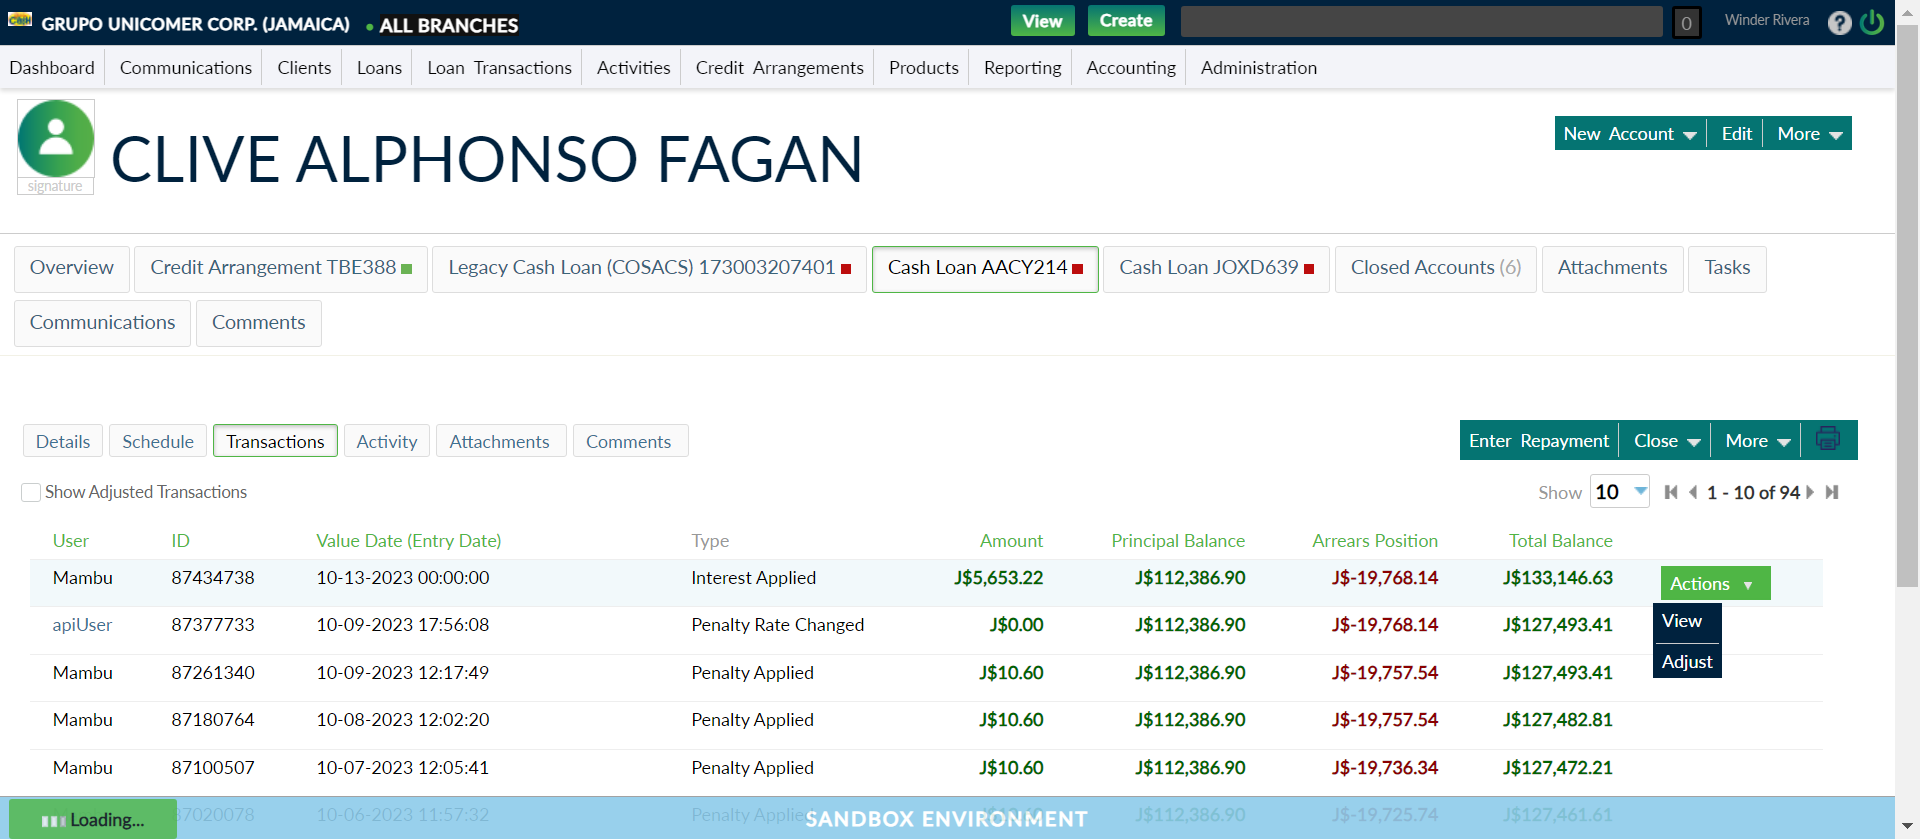 GRUPO UNICOMER CORP. (JAMAICA) • ALL BRANCHES View Create 0 Winder Rivera ?
Dashboard Communications Clients Loans Loan Transactions Activities Credit Arrangements Products Reporting Accounting Administration
CLIVE ALPHONSO FAGAN
signature
New Account Edit More
Overview Credit Arrangement TBE388 Legacy Cash Loan (COSACS) 173003207401 Cash Loan AACY214 Cash Loan JOXD639 Closed Accounts (6) Attachments Tasks
Communications Comments
Details Schedule Transactions Activity Attachments Comments Enter Repayment Close More
Show Adjusted Transactions Show 10 1 - 10 of 94
User ID Value Date (Entry Date) Type Amount Principal Balance Arrears Position Total Balance
Mambu 87434738 10-13-2023 00:00:00 Interest Applied J$5,653.22 J$112,386.90 J$-19,768.14 J$133,146.63 Actions
apiUser 87377733 10-09-2023 17:56:08 Penalty Rate Changed J$0.00 J$112,386.90 J$-19,768.14 J$127,493.41 View
Mambu 87261340 10-09-2023 12:17:49 Penalty Applied J$10.60 J$112,386.90 J$-19,757.54 J$127,493.41 Adjust
Mambu 87180764 10-08-2023 12:02:20 Penalty Applied J$10.60 J$112,386.90 J$-19,757.54 J$127,482.81
Mambu 87100507 10-07-2023 12:05:41 Penalty Applied J$10.60 J$112,386.90 J$-19,736.34 J$127,472.21
Loading... 87020078 10-06-2023 11:57:32 Penalty Applied J$112,386.90 J$-19,725.74 J$127,461.61
SANDBOX ENVIRONMENT